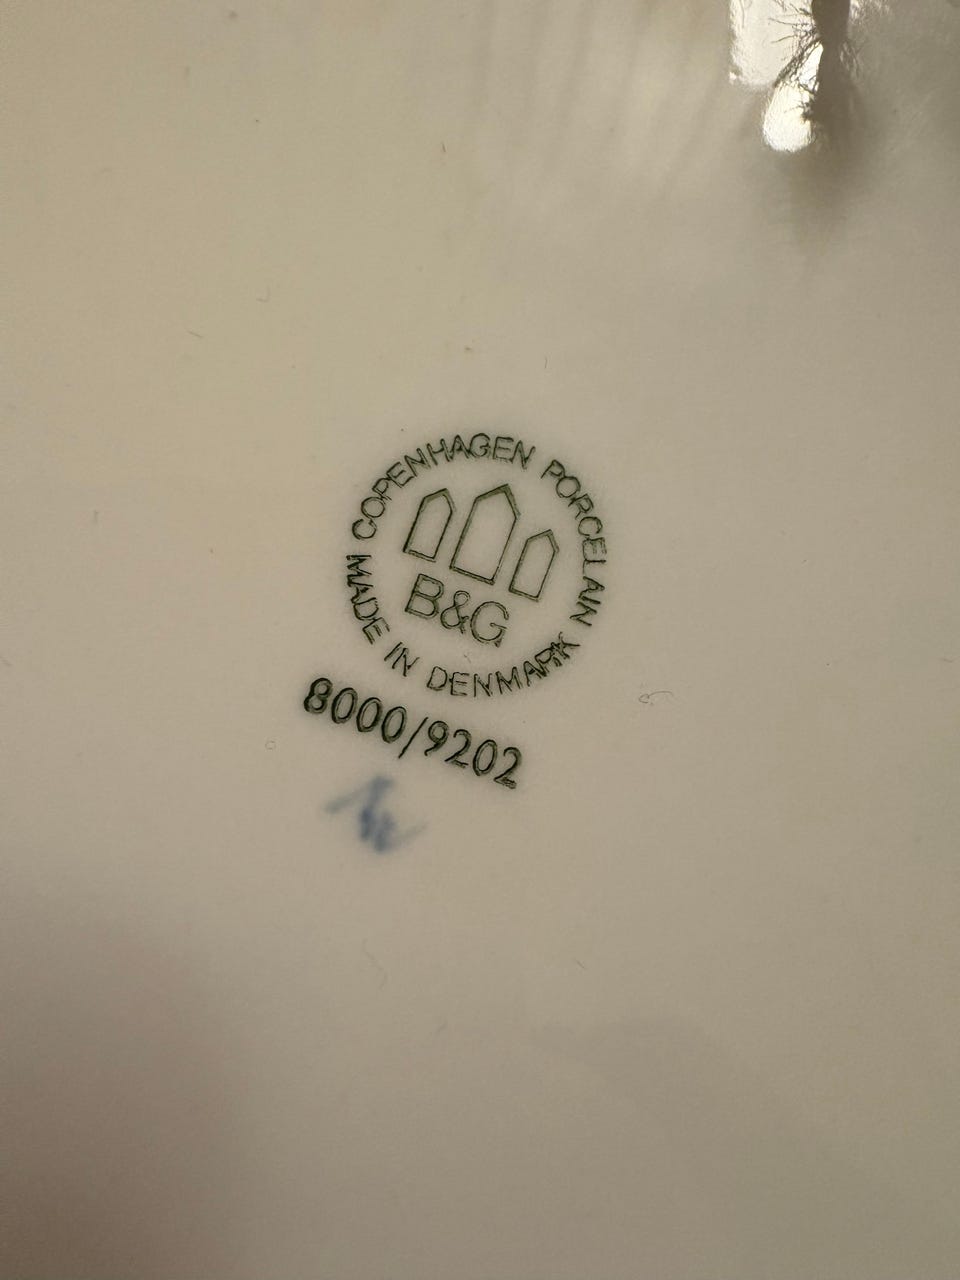 COPENHAGEN PORCELAIN
B&G
MADE IN DENMARK
8000/9202